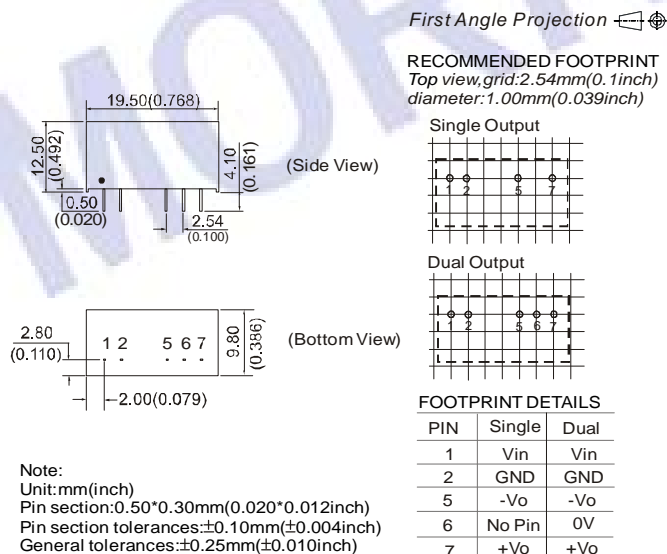 First Angle Projection
RECOMMENDED FOOTPRINT
Top view,grid:2.54mm(0.1inch)
diameter:1.00mm(0.039inch)
19.50(0.768)
12.50
(0.492)
4.10
(0.161)
(Side View)
0.50
(0.020)
2.54
(0.100)
Single Output
1 2 5 7
Dual Output
1 2 5 6 7
2.80
(0.110)
1 2 5 6 7
9.80
(0.386)
(Bottom View)
2.00(0.079)
FOOTPRINT DETAILS
PIN Single Dual
1 Vin Vin
2 GND GND
5 -Vo -Vo
6 No Pin 0V
7 +Vo +Vo
Note:
Unit:mm(inch)
Pin section:0.50*0.30mm(0.020*0.012inch)
Pin section tolerances:±0.10mm(±0.004inch)
General tolerances:±0.25mm(±0.010inch)